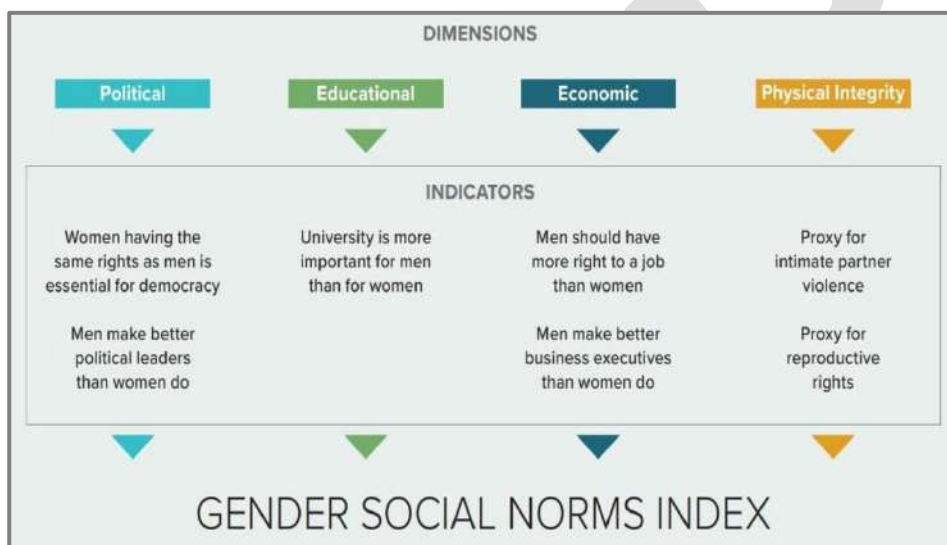 DIMENSIONS
Political
Educational
Economic
Physical Integrity
INDICATORS
Women having the
same rights as men is
essential for democracy
Men make better
political leaders
than women do
University is more
important for men
than for women
Men should have
more right to a job
than women
Men make better
business executives
than women do
Proxy for
intimate partner
violence
Proxy for
reproductive
rights
GENDER SOCIAL NORMS INDEX